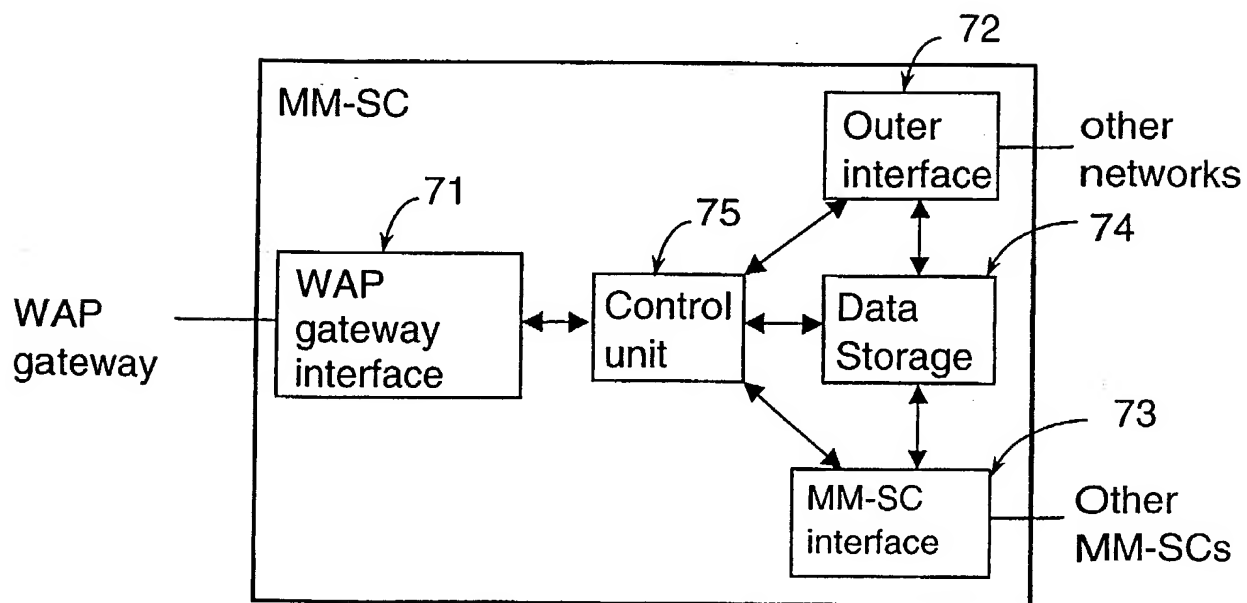 72
MM-SC
Outer
interface
other
networks
71
75
74
WAP
gateway
WAP
gateway
interface
Control
unit
Data
Storage
73
MM-SC
interface
Other
MM-SCs